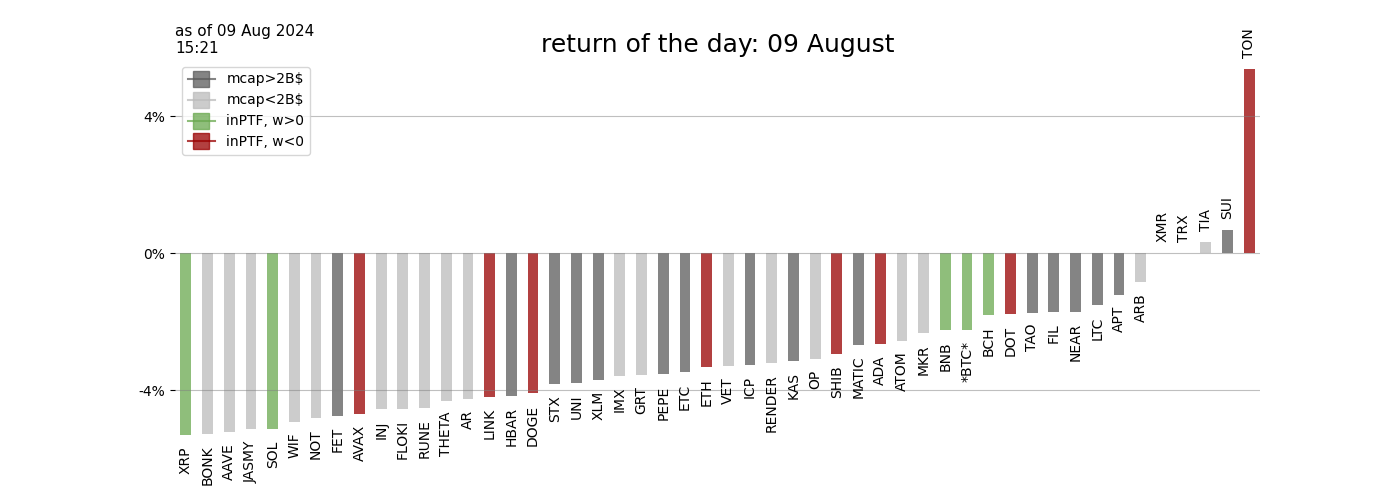 as of 09 Aug 2024
15:21
return of the day: 09 August
mcap>2B$
mcap<2B$
inPTF, w>0
inPTF, w<0
4%
0%
-4%
XRP
BONK
AAVE
JASMY
SOL
WIF
NOT
FET
AVAX
INJ
FLOKI
RUNE
THETA
AR
LINK
HBAR
DOGE
STX
UNI
XLM
IMX
GRT
PEPE
ETC
ETH
VET
ICP
RENDER
KAS
OP
SHIB
MATIC
ADA
ATOM
MKR
BNB
*BTC*
BCH
DOT
TAO
FIL
NEAR
LTC
APT
ARB
XMR
TRX
TIA
SUI
TON